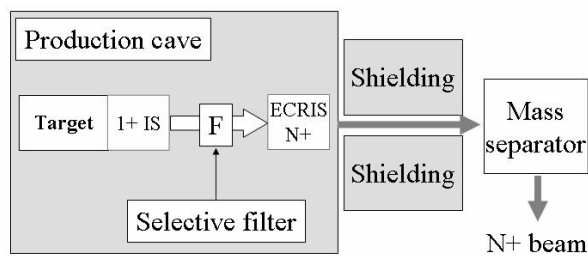 Production cave
Target
1+ IS
F
ECRIS
N+
Selective filter
Shielding
Shielding
Mass
separator
N+ beam